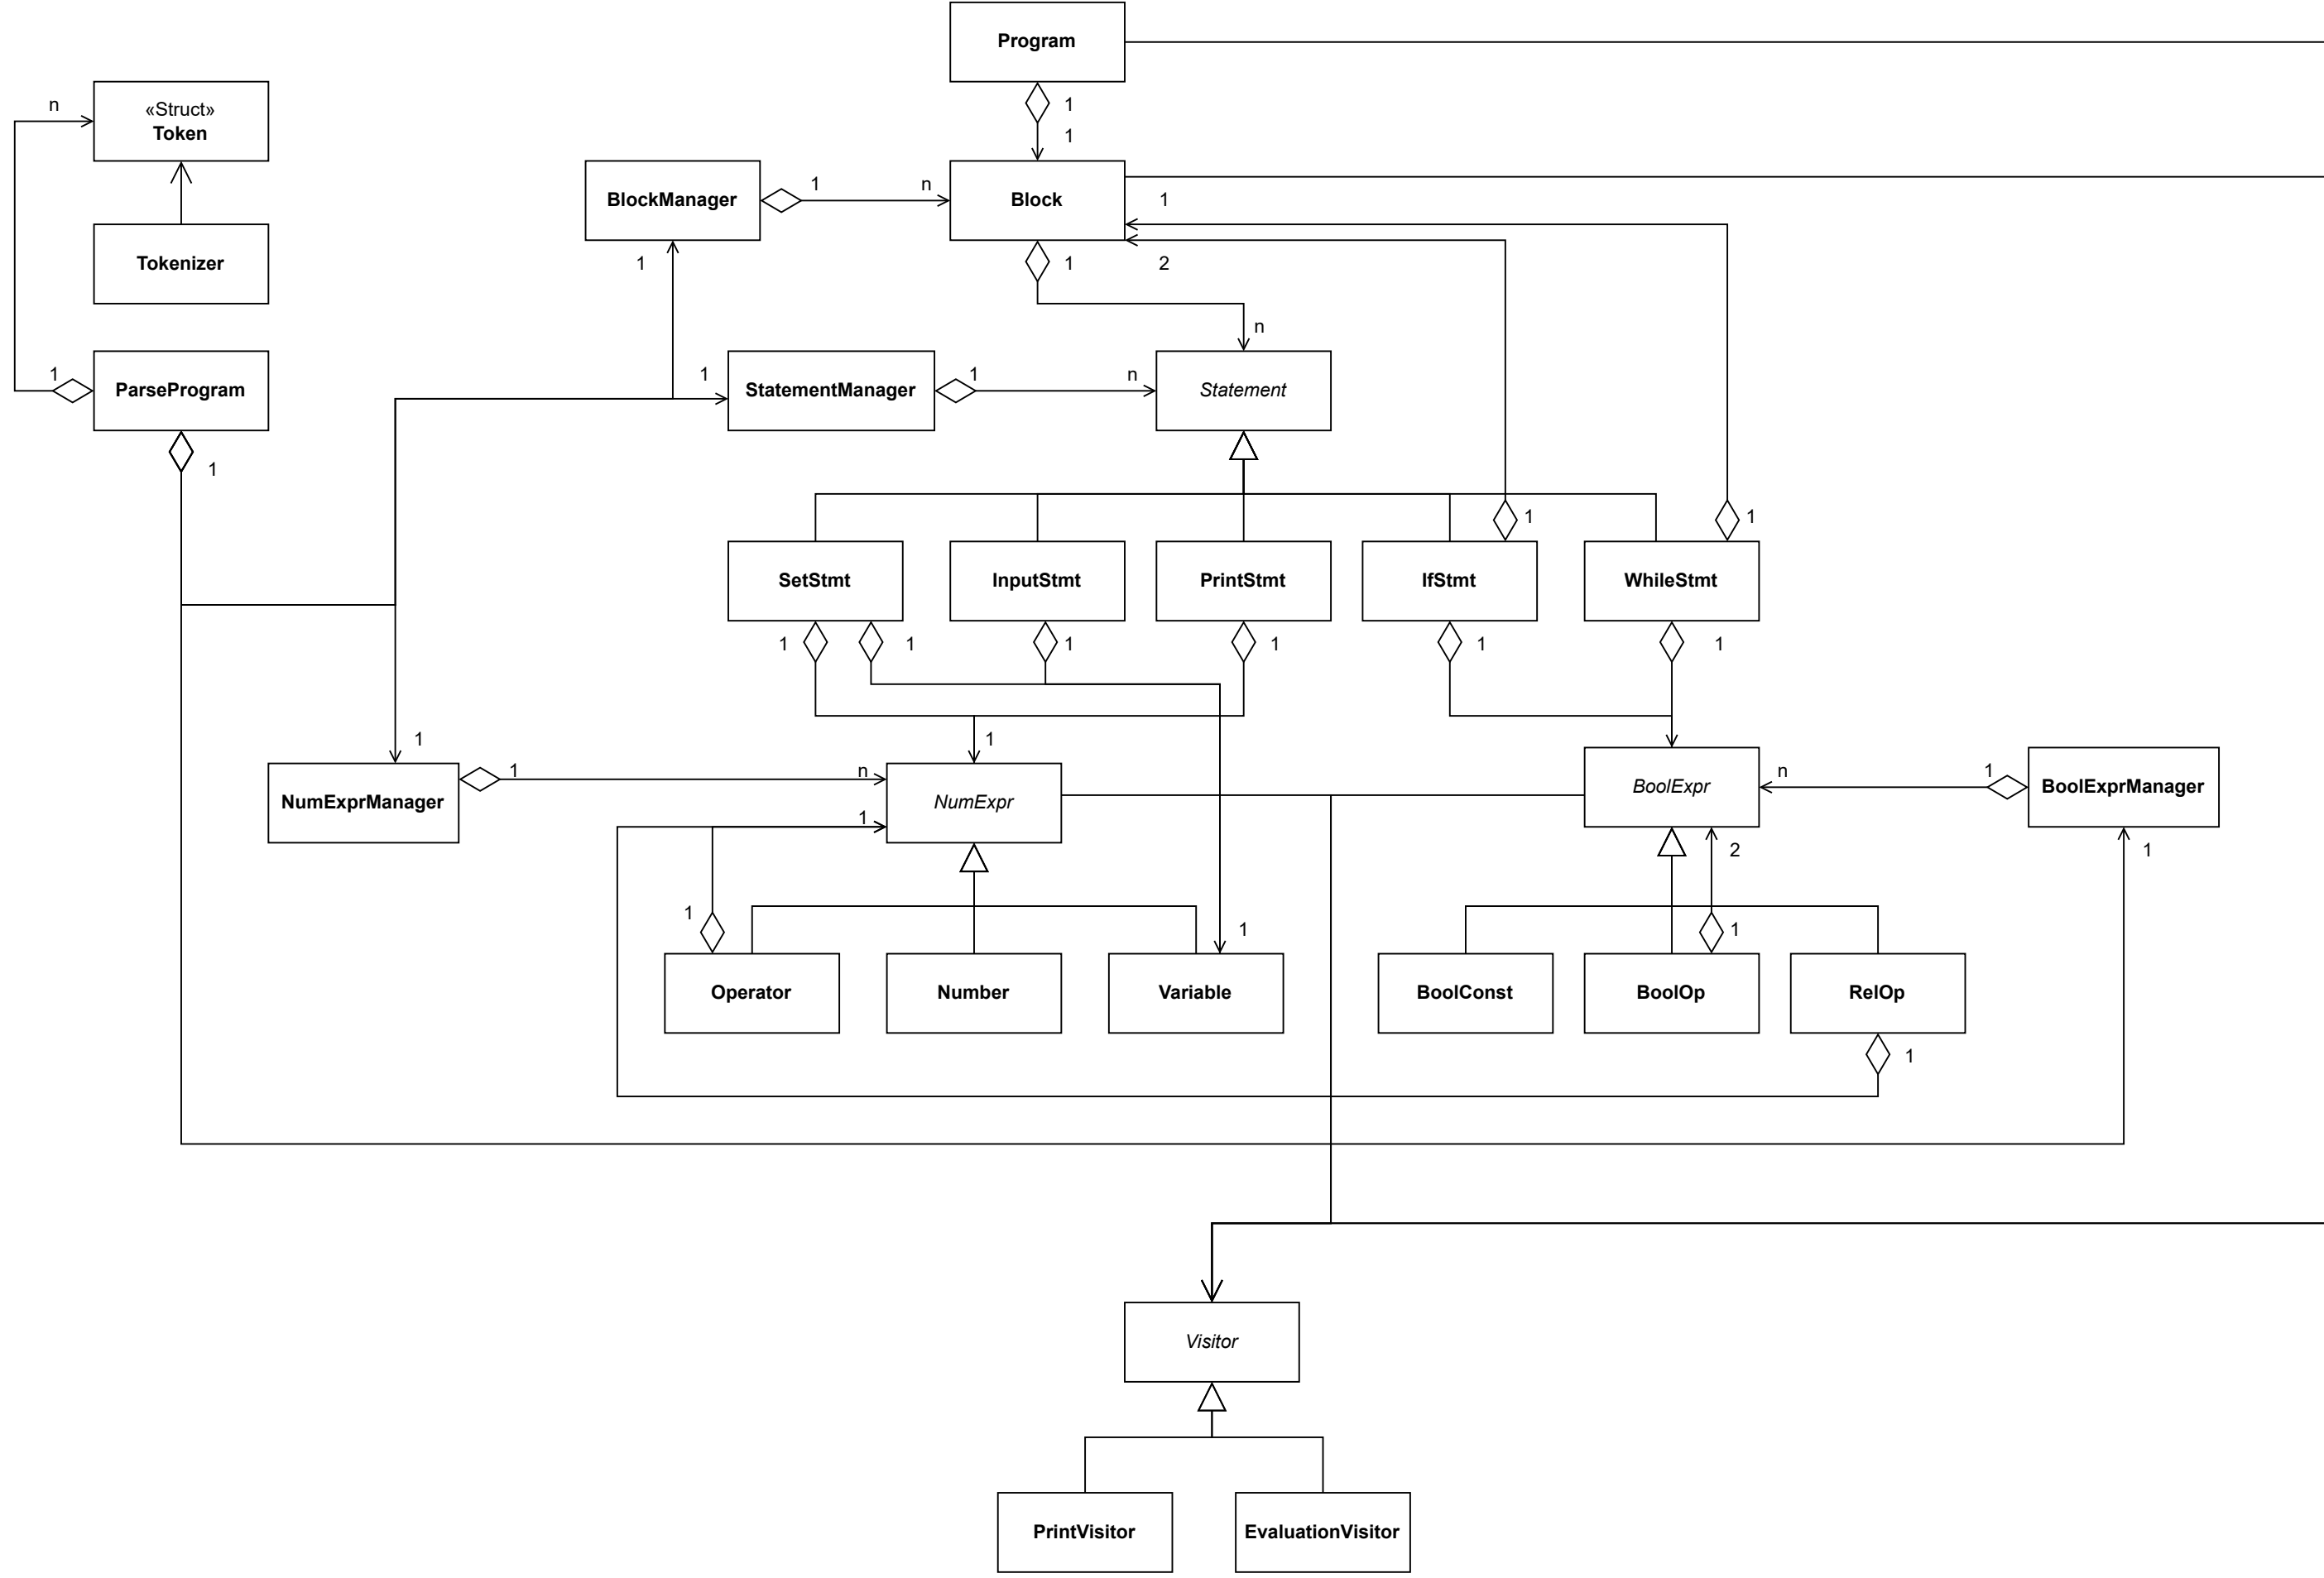 Program
«Struct»
Token
n
1
1
BlockManager
1
n
Block
1
Tokenizer
1
1
2
n
ParseProgram
1
1
1
StatementManager
1
n
Statement
1
1
SetStmt
InputStmt
PrintStmt
IfStmt
WhileStmt
1
1
1
1
1
1
1
1
NumExprManager
1
n
1
NumExpr
BoolExpr
n
1
BoolExprManager
2
1
1
1
1
Operator
Number
Variable
BoolConst
BoolOp
RelOp
1
Visitor
PrintVisitor
EvaluationVisitor